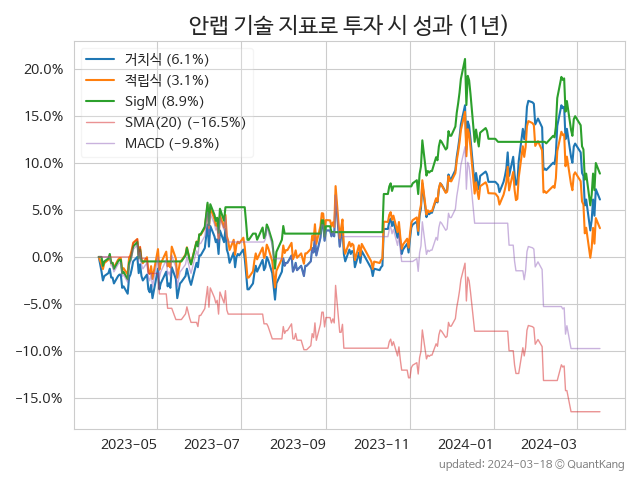 안랩 기술 지표로 투자 시 성과 (1년)
거치식 (6.1%)
적립식 (3.1%)
SigM (8.9%)
SMA(20) (−16.5%)
MACD (−9.8%)
20.0%
15.0%
10.0%
5.0%
0.0%
−5.0%
−10.0%
−15.0%
2023-05 2023-07 2023-09 2023-11 2024-01 2024-03
updated: 2024-03-18 © QuantKang